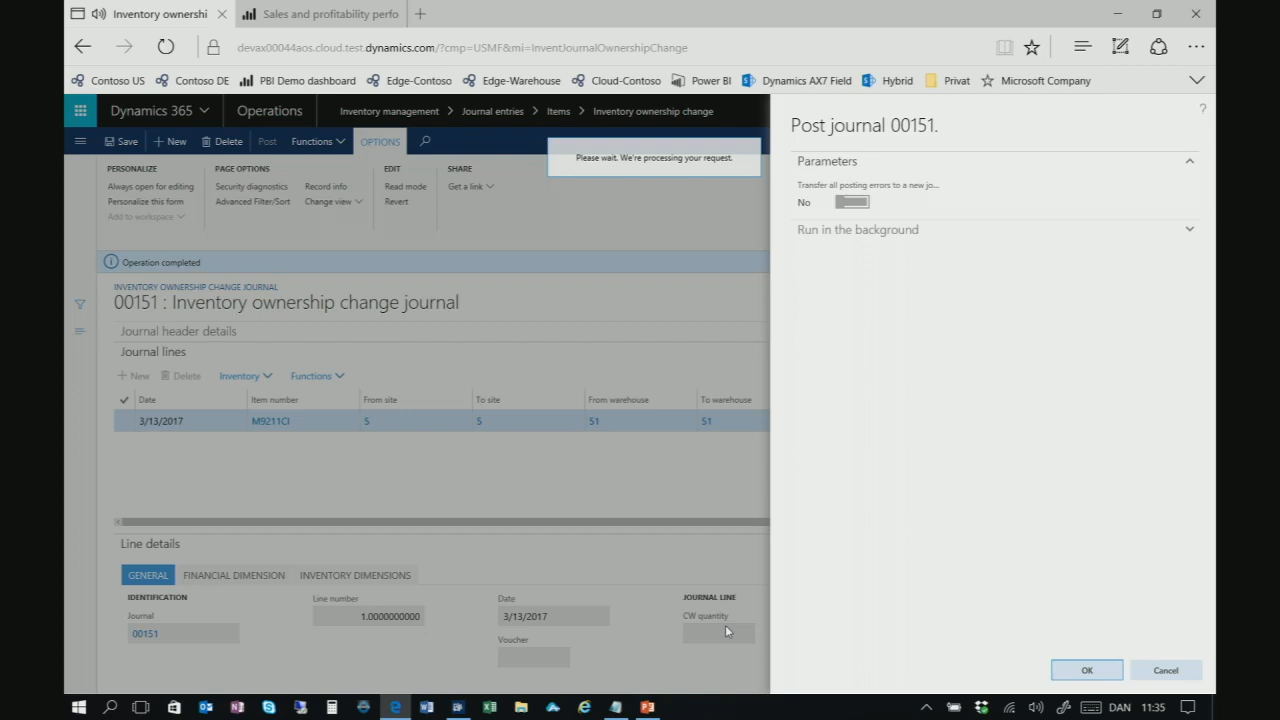 Inventory ownershi
Sales and profitability perfo
devax00044aos.cloud.test.dynamics.com/?cmp=USMF&mi=InventJournalOwnershipChange
Contoso US
Contoso DE
PBI Demo dashboard
Edge-Contoso
Edge-Warehouse
Cloud-Contoso
Power BI
Dynamics AX7 Field
Hybrid
Privat
Microsoft Company
Dynamics 365
Operations
Inventory management > Journal entries > Items > Inventory ownership change
?
Post journal 00151.
Save
New
Delete
Post
Functions
OPTIONS
Please wait. We're processing your request.
Parameters
Transfer all posting errors to a new jo...
No
Run in the background
PERSONALIZE
Always open for editing
Personalize this form
Add to workspace
PAGE OPTIONS
Security diagnostics
Advanced Filter/Sort
Record info
Change view
EDIT
Read mode
Revert
SHARE
Get a link
Operation completed
INVENTORY OWNERSHIP CHANGE JOURNAL
00151 : Inventory ownership change journal
Journal header details
Journal lines
New
Delete
Inventory
Functions
Date
Item number
From site
To site
From warehouse
To warehouse
3/13/2017
M9211CI
5
5
51
51
Line details
GENERAL
FINANCIAL DIMENSION
INVENTORY DIMENSIONS
IDENTIFICATION
Journal
00151
Line number
1.0000000000
Date
3/13/2017
Voucher
JOURNAL LINE
CW quantity
OK
Cancel
DAN
11:35